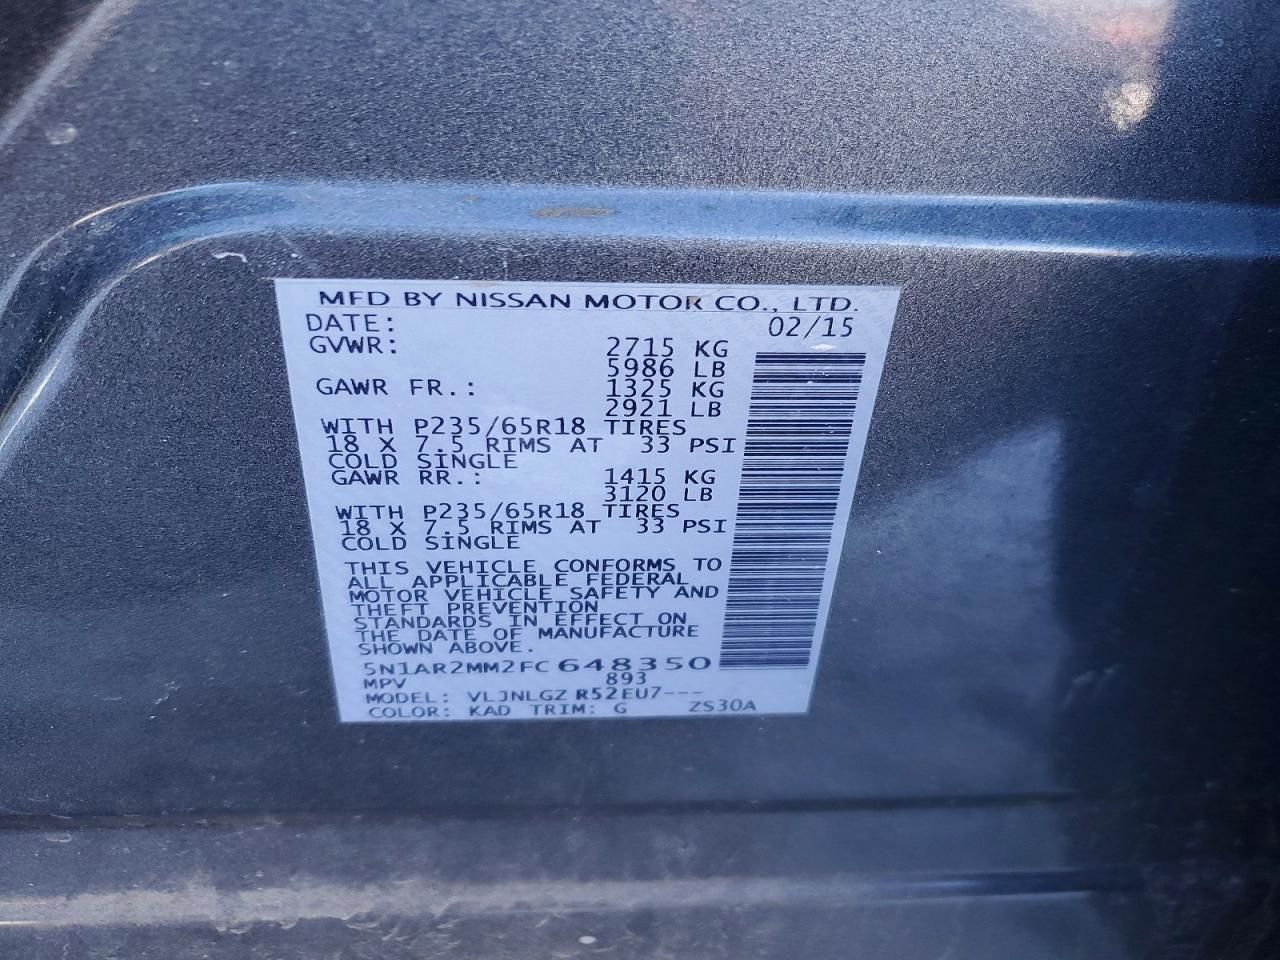 MFD BY NISSAN MOTOR CO., LTD.
DATE: 02/15
GVWR: 2715 KG
5986 LB
GAWR FR.: 1325 KG
2921 LB
WITH P235/65R18 TIRES
18 X 7.5 RIMS AT 33 PSI
COLD SINGLE
GAWR RR.: 1415 KG
3120 LB
WITH P235/65R18 TIRES
18 X 7.5 RIMS AT 33 PSI
COLD SINGLE
THIS VEHICLE CONFORMS TO
ALL APPLICABLE FEDERAL
MOTOR VEHICLE SAFETY AND
THEFT PREVENTION
STANDARDS IN EFFECT ON
THE DATE OF MANUFACTURE
SHOWN ABOVE.
5N1AR2MM2FC648350
MPV 893
MODEL: VLJNLGZ R52EU7---
COLOR: KAD TRIM: G ZS30A